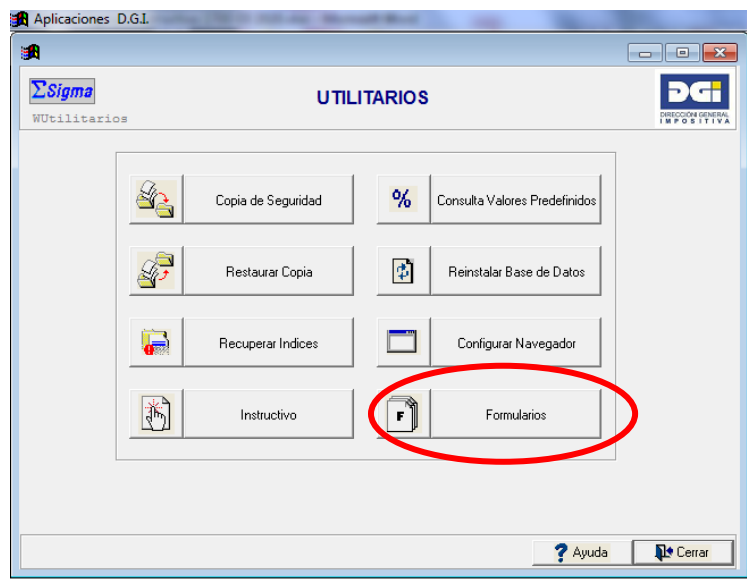 Aplicaciones D.G.I.
ΣSigma
WUtilitarios
UTILITARIOS
DGI
DIRECCIÓN GENERAL
IMPOSITIVA
Copia de Seguridad
% Consulta Valores Predefinidos
Restaurar Copia
Reinstalar Base de Datos
Recuperar Indices
Configurar Navegador
Instructivo
F Formularios
? Ayuda
Cerrar